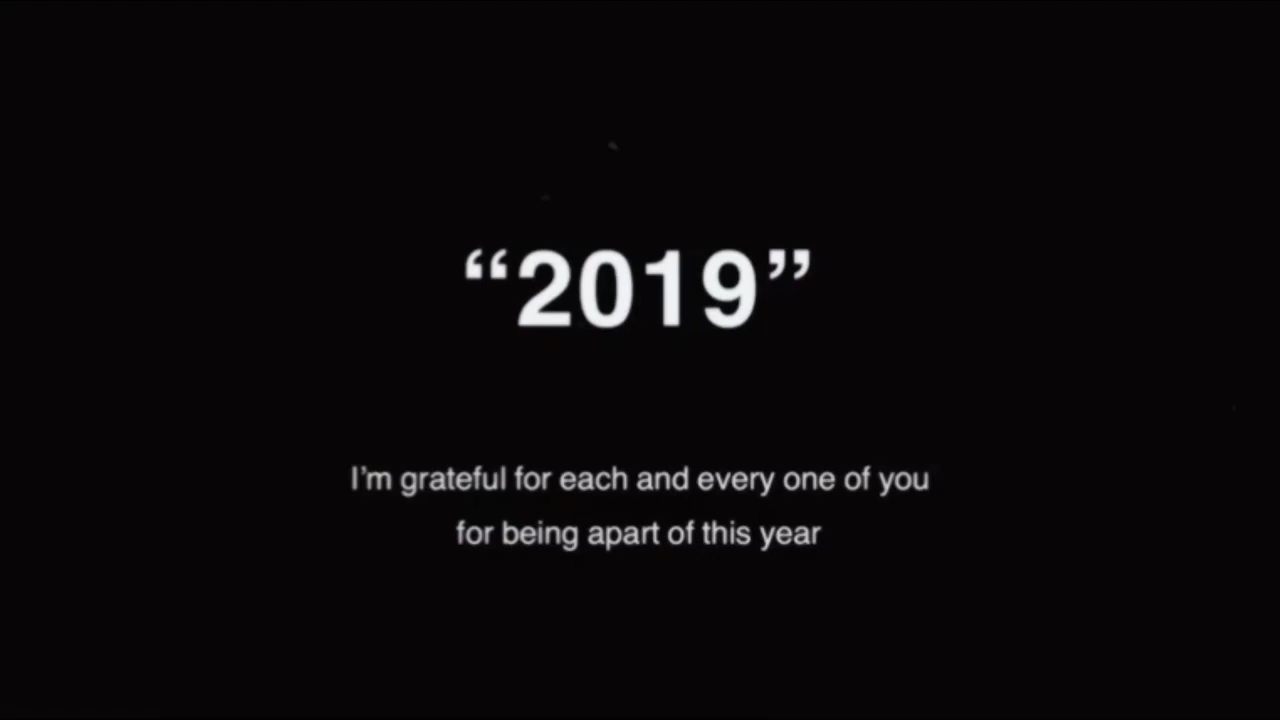 “2019”
I’m grateful for each and every one of you
for being apart of this year